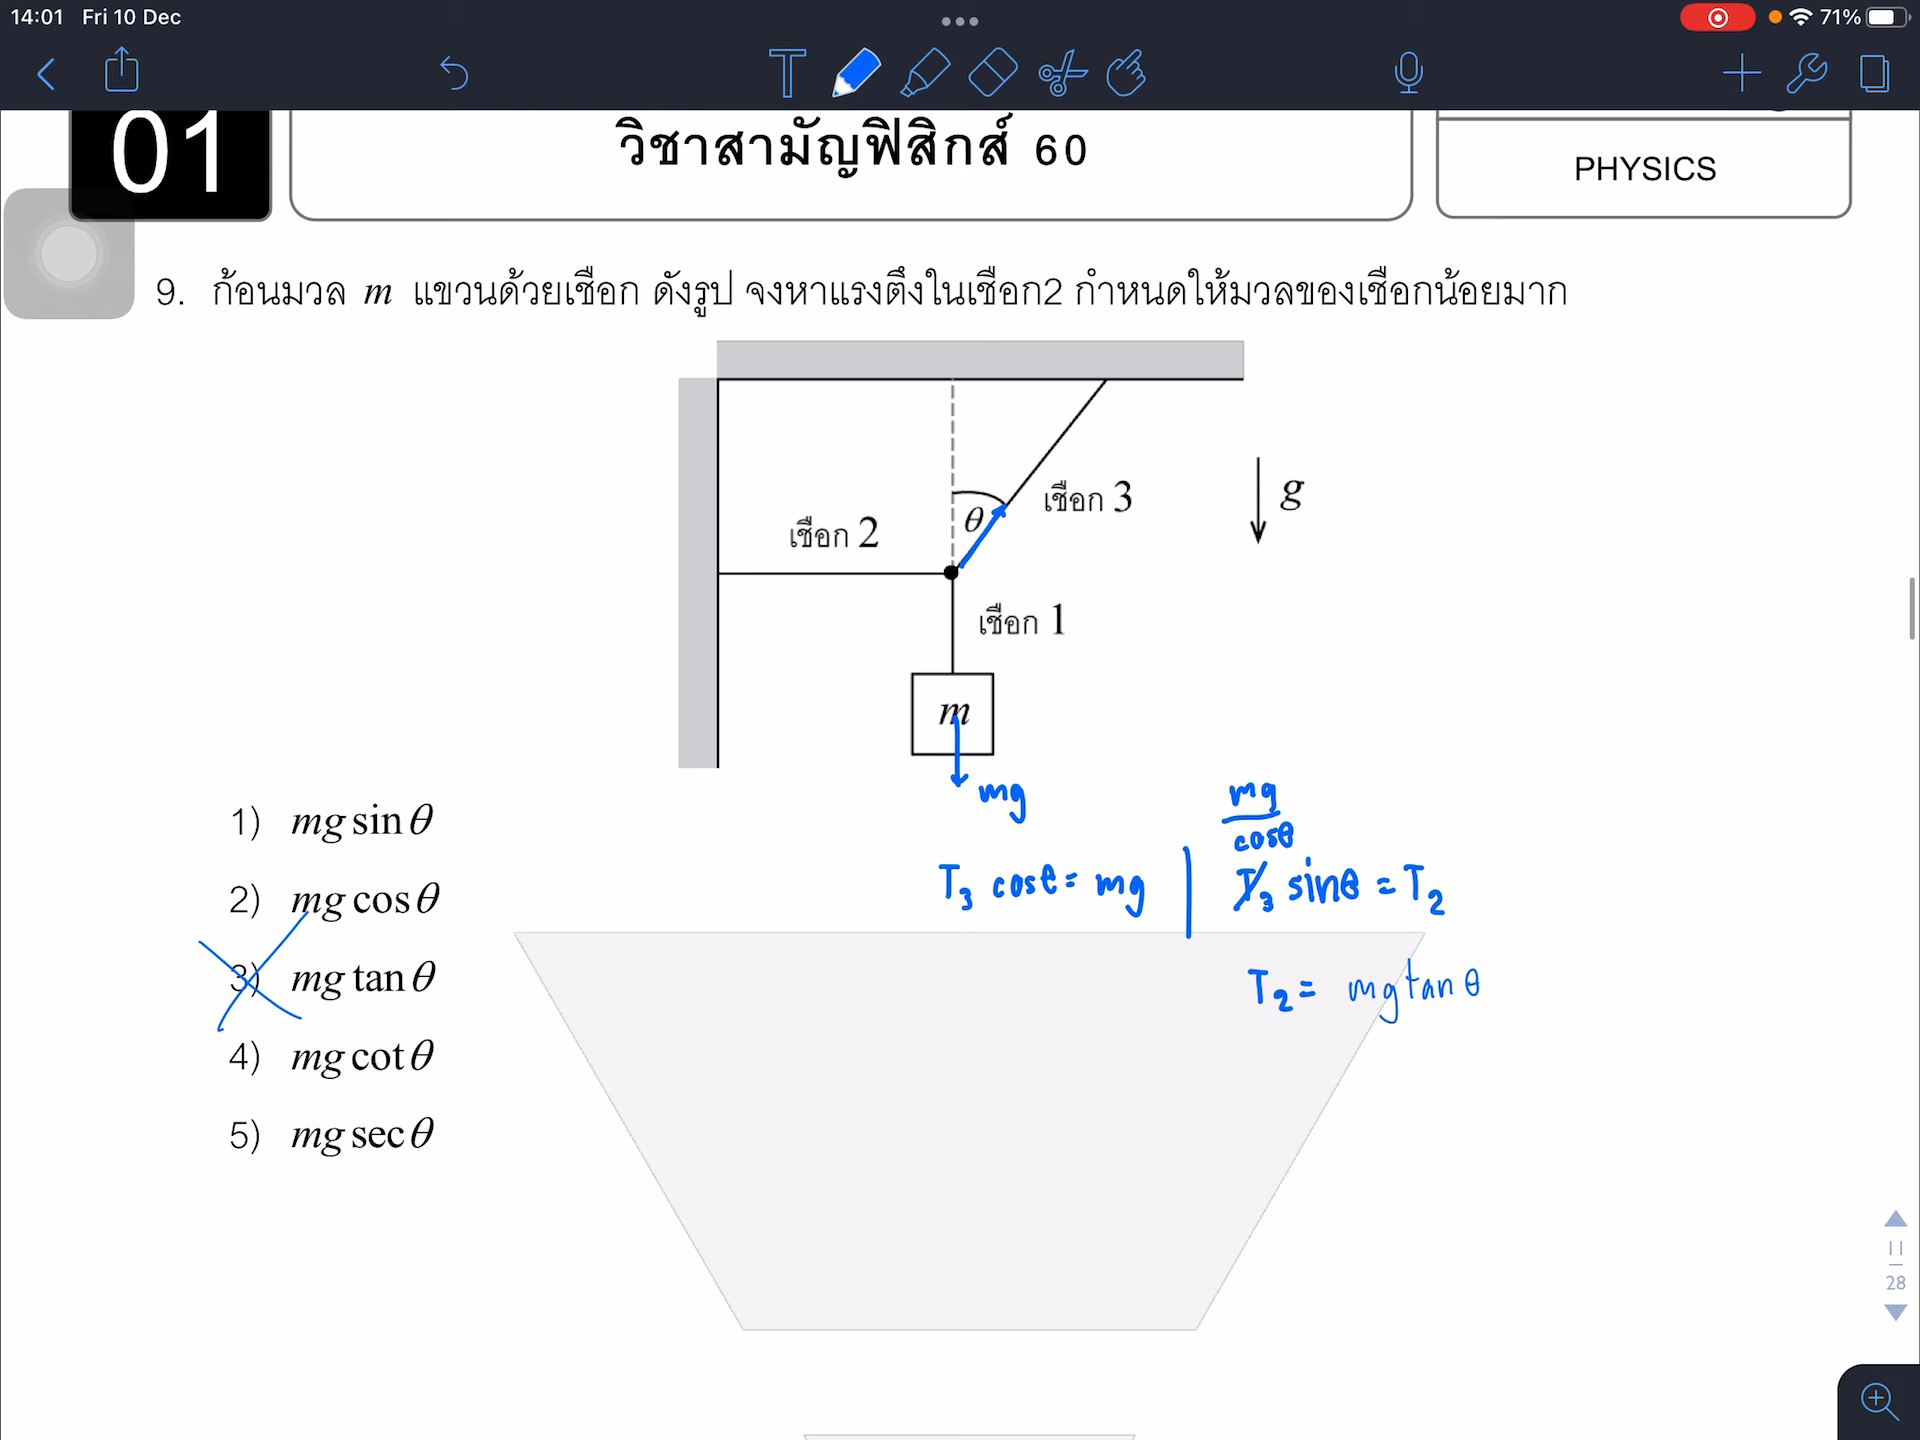 14:01 Fri 10 Dec
71%
01
วิชาสามัญฟิสิกส์ 60
PHYSICS
9. ก้อนมวล m แขวนด้วยเชือก ดังรูป จงหาแรงตึงในเชือก2 กำหนดให้มวลของเชือกน้อยมาก
เชือก 3
g
θ
เชือก 2
เชือก 1
m
mg
1) mg sin θ
2) mg cos θ
3) mg tan θ
4) mg cot θ
5) mg sec θ
mg
cosθ
T3 cosθ = mg
T3 sinθ = T2
T2 = mg tan θ
11
28